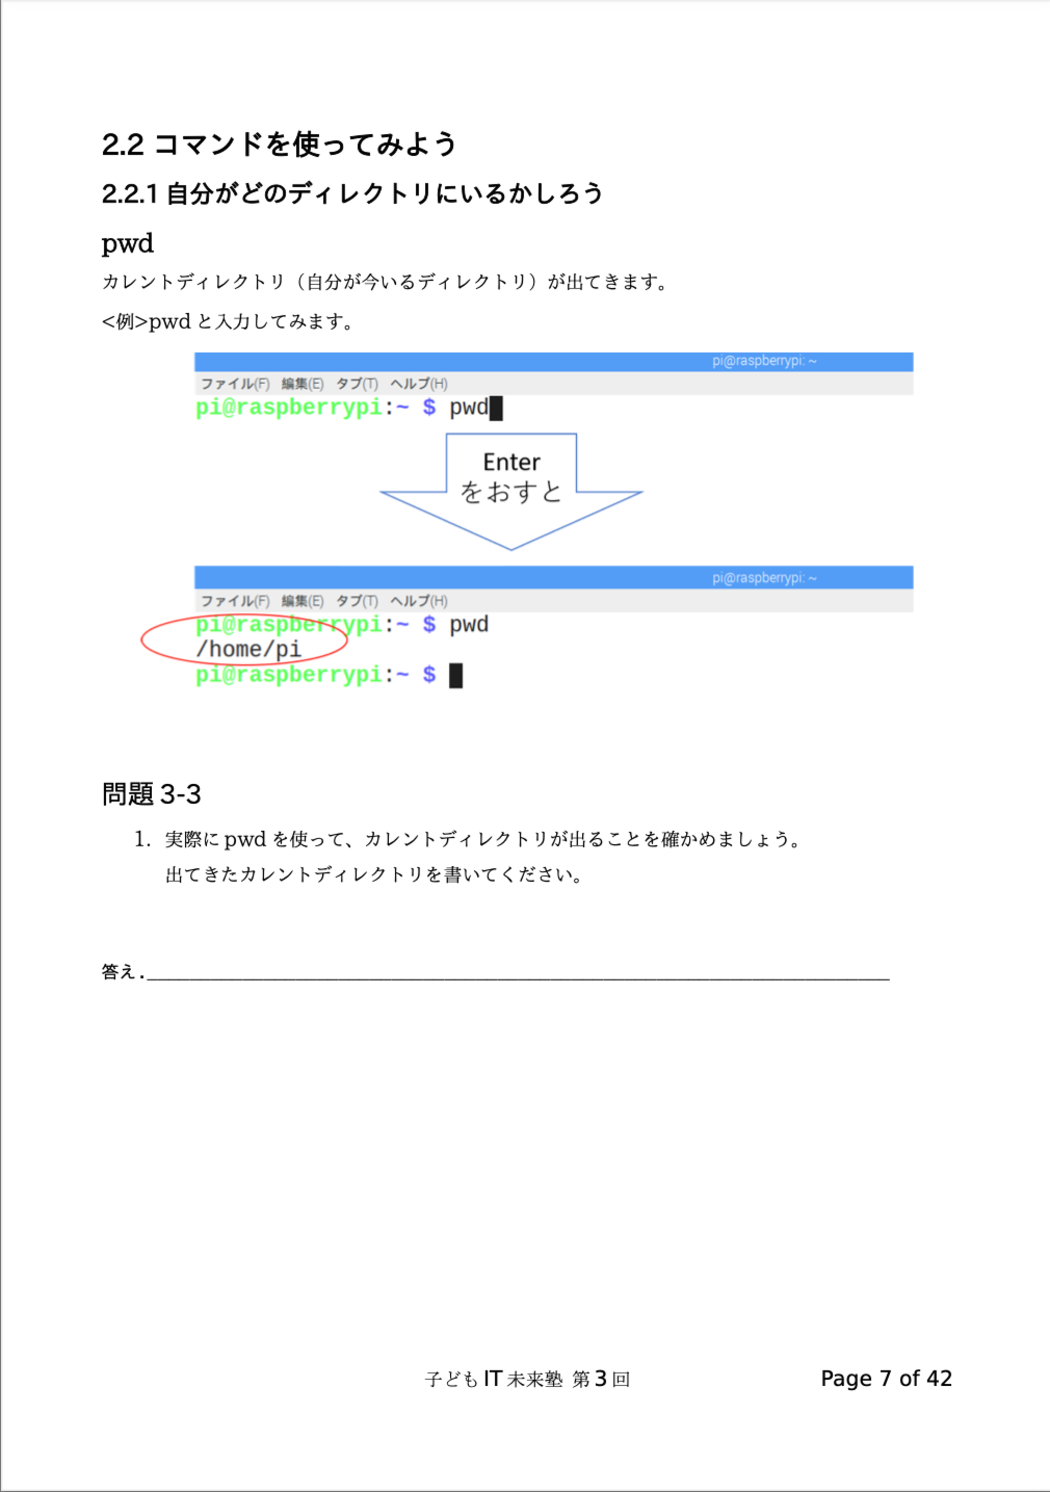 2.2 コマンドを使ってみよう
2.2.1 自分がどのディレクトリにいるかしろう
pwd
カレントディレクトリ（自分が今いるディレクトリ）が出てきます。
<例>pwd と入力してみます。
pi@raspberrypi: ~
ファイル(F) 編集(E) タブ(T) ヘルプ(H)
pi@raspberrypi:~ $ pwd
Enter
をおすと
pi@raspberrypi: ~
ファイル(F) 編集(E) タブ(T) ヘルプ(H)
pi@raspberrypi:~ $ pwd
/home/pi
pi@raspberrypi:~ $
問題 3-3
1. 実際に pwd を使って、カレントディレクトリが出ることを確かめましょう。
出てきたカレントディレクトリを書いてください。
答え.
子ども IT 未来塾 第 3 回
Page 7 of 42